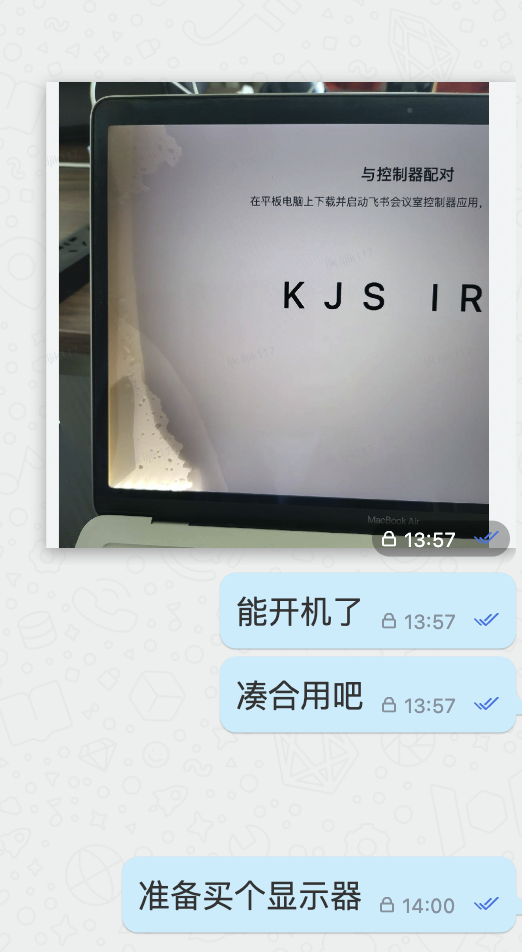 与控制器配对
在平板电脑上下载并启动飞书会议室控制器应用,
KJS IR
MacBook Air
13:57
能开机了 13:57
凑合用吧 13:57
准备买个显示器 14:00